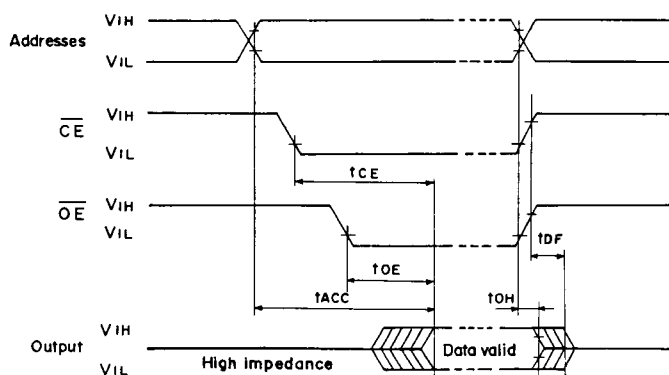 Addresses
VIH
VIL
CE
VIH
VIL
tCE
OE
VIH
VIL
tOE
tDF
tACC
tOH
Output
VIH
High impedance
Data valid
VIL